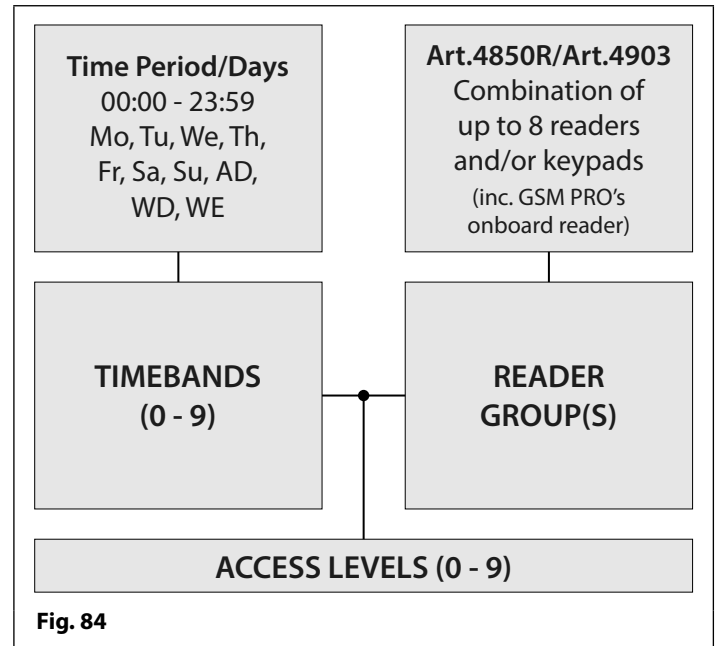 Time Period/Days
00:00 - 23:59
Mo, Tu, We, Th,
Fr, Sa, Su, AD,
WD, WE
Art.4850R/Art.4903
Combination of
up to 8 readers
and/or keypads
(inc. GSM PRO's
onboard reader)
TIMEBANDS
(0 - 9)
READER
GROUP(S)
ACCESS LEVELS (0 - 9)
Fig. 84